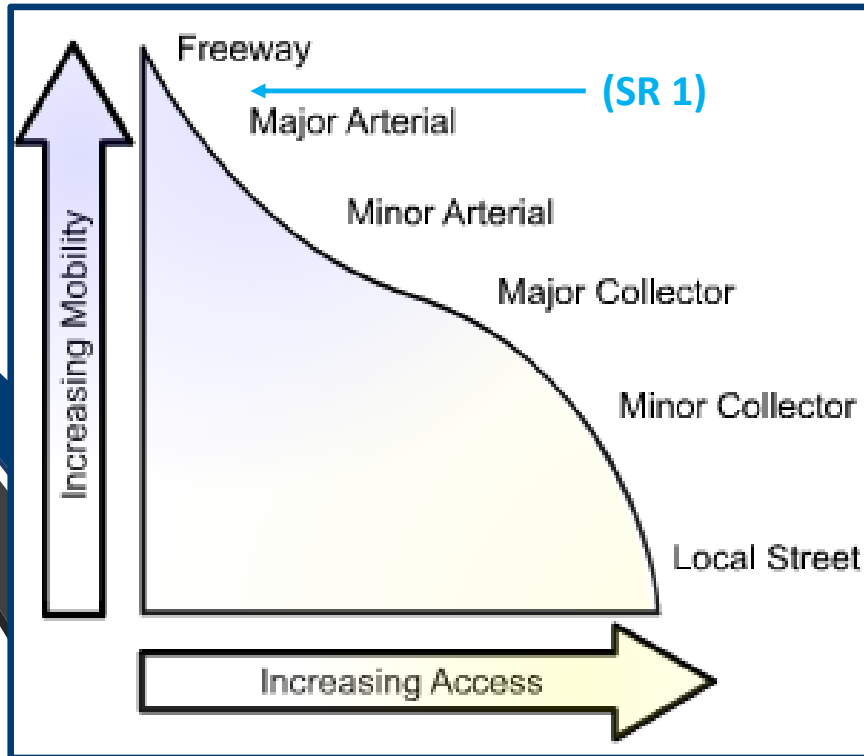 Freeway
(SR 1)
Major Arterial
Minor Arterial
Major Collector
Minor Collector
Local Street
Increasing Mobility
Increasing Access